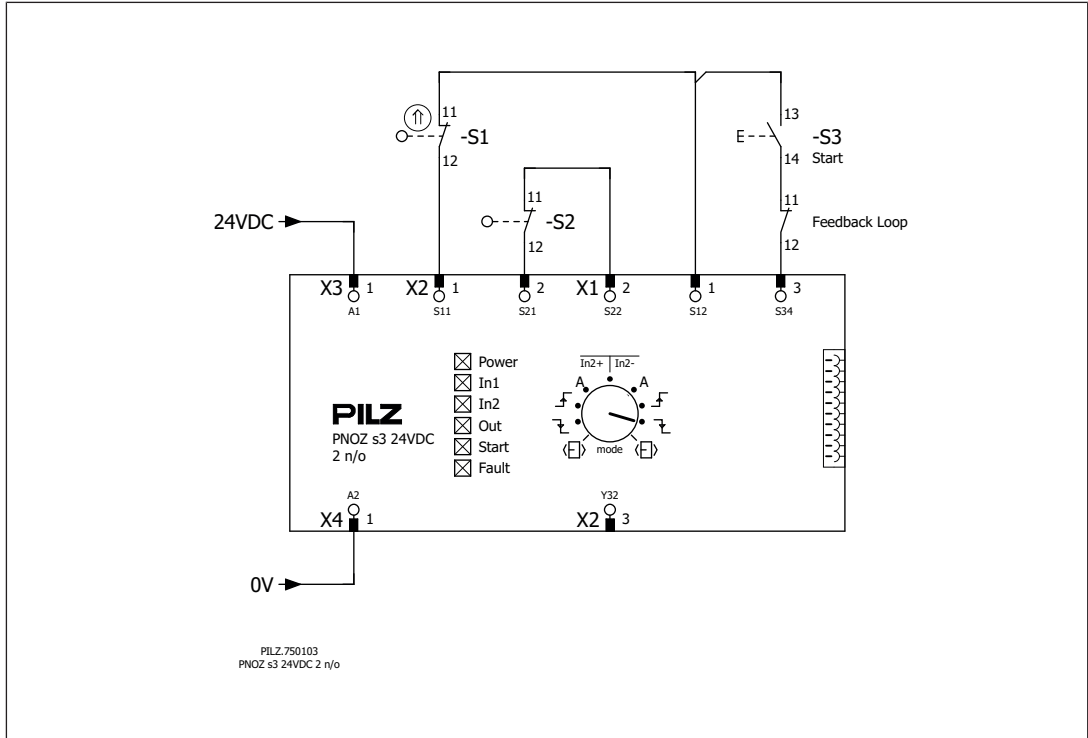 11
13
-S1
E
-S3
12
14
Start
11
11
24VDC
-S2
Feedback Loop
12
12
X3
1
X2
1
2
X1
2
1
3
A1
S11
S21
S22
S12
S34
Power
In2+
In2-
In1
A
A
In2
PILZ
Out
PNOZ s3 24VDC
Start
mode
2 n/o
Fault
A2
Y32
X4
1
X2
3
0V
PILZ.750103
PNOZ s3 24VDC 2 n/o